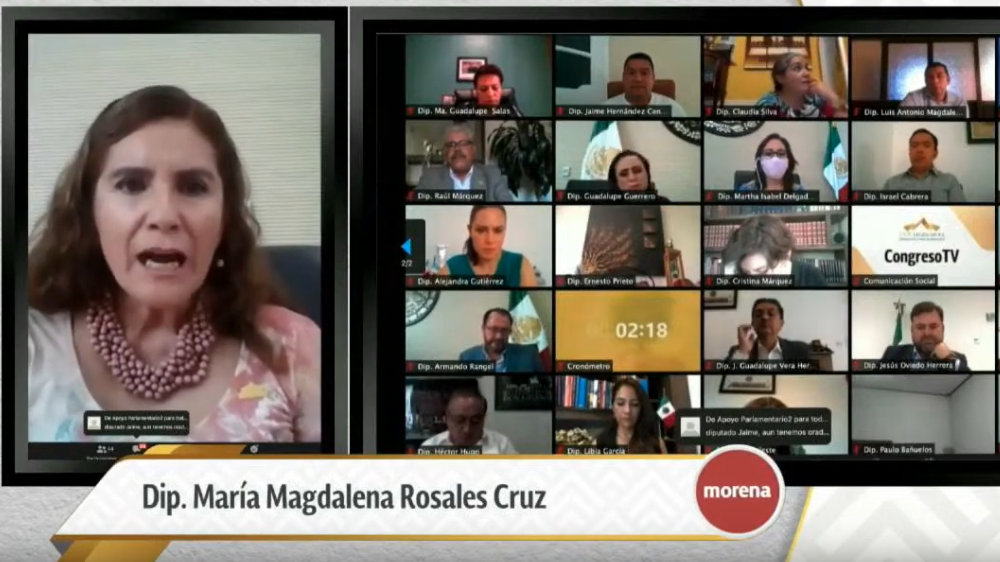 Dip. Ma. Guadalupe Salas
Dip. Jaime Hernández Cen...
Dip. Claudia Silva
Dip. Luis Antonio Magdale...
Dip. Raúl Márquez
Dip. Guadalupe Guerrero
Dip. Martha Isabel Delgad...
Dip. Israel Cabrera
2/2
Dip. Alejandra Gutiérrez
Dip. Ernesto Prieto
Dip. Cristina Márquez
CongresoTV
Comunicación Social
Dip. Armando Rangel
02:18
Cronómetro
Dip. J. Guadalupe Vera Her...
Dip. Jesús Oviedo Herrera
De Apoyo Parlamentario2 para tod...
diputado Jaime, aun tenemos orad...
De Apoyo Parlamentario2 para tod...
diputado Jaime, aun tenemos orad...
Dip. Héctor Hugo
Dip. Libia García
Dip. Paulo Bañuelos
Dip. María Magdalena Rosales Cruz
morena